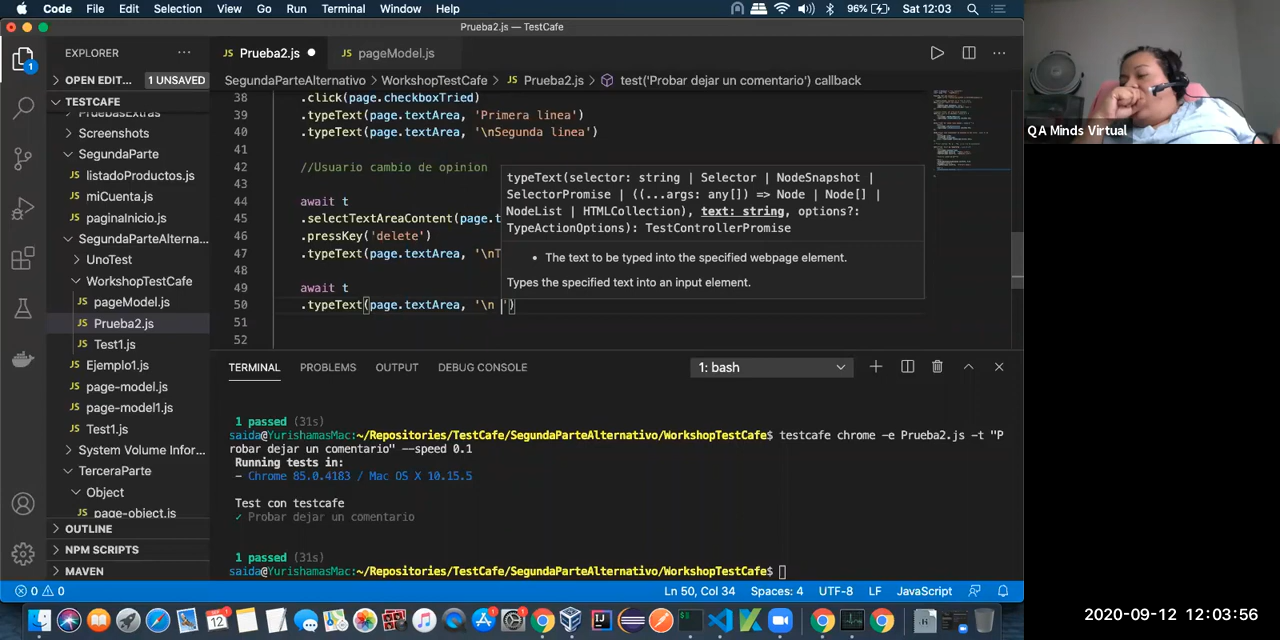 Code File Edit Selection View Go Run Terminal Window Help 96% Sat 12:03
Prueba2.js — TestCafe
EXPLORER
OPEN EDIT... 1 UNSAVED
TESTCAFE
PruebasExtras
Screenshots
SegundaParte
listadoProductos.js
miCuenta.js
paginaInicio.js
SegundaParteAlterna...
UnoTest
WorkshopTestCafe
pageModel.js
Prueba2.js
Test1.js
Ejemplo1.js
page-model.js
page-model1.js
Test1.js
System Volume Infor...
TerceraParte
Object
page-object.js
OUTLINE
NPM SCRIPTS
MAVEN
1
JS Prueba2.js JS pageModel.js
SegundaParteAlternativo > WorkshopTestCafe > JS Prueba2.js > test('Probar dejar un comentario') callback
38 .click(page.checkboxTried)
39 .typeText(page.textArea, 'Primera linea')
40 .typeText(page.textArea, '\nSegunda linea')
41
42 //Usuario cambio de opinion
43
44 await t
45 .selectTextAreaContent(page.t
46 .pressKey('delete')
47 .typeText(page.textArea, '\nT
48
49 await t
50 .typeText(page.textArea, '\n ')
51
52
typeText(selector: string | Selector | NodeSnapshot |
SelectorPromise | ((...args: any[]) => Node | Node[] |
NodeList | HTMLCollection), text: string, options?:
TypeActionOptions): TestControllerPromise
• The text to be typed into the specified webpage element.
Types the specified text into an input element.
TERMINAL PROBLEMS OUTPUT DEBUG CONSOLE 1: bash
1 passed (31s)
saida@YurishamasMac:~/Repositories/TestCafe/SegundaParteAlternativo/WorkshopTestCafe$ testcafe chrome -e Prueba2.js -t "P
robar dejar un comentario" --speed 0.1
Running tests in:
- Chrome 85.0.4183 / Mac OS X 10.15.5
Test con testcafe
✓ Probar dejar un comentario
1 passed (31s)
saida@YurishamasMac:~/Repositories/TestCafe/SegundaParteAlternativo/WorkshopTestCafe$
0 0 Ln 50, Col 34 Spaces: 4 UTF-8 LF JavaScript
QA Minds Virtual
2020-09-12 12:03:56